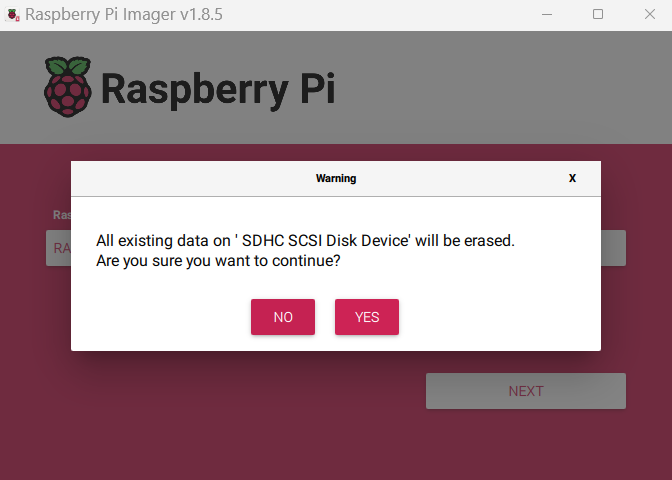 Raspberry Pi Imager v1.8.5
Raspberry Pi
Warning
X
Ras
RA
All existing data on ' SDHC SCSI Disk Device' will be erased.
Are you sure you want to continue?
NO YES
NEXT